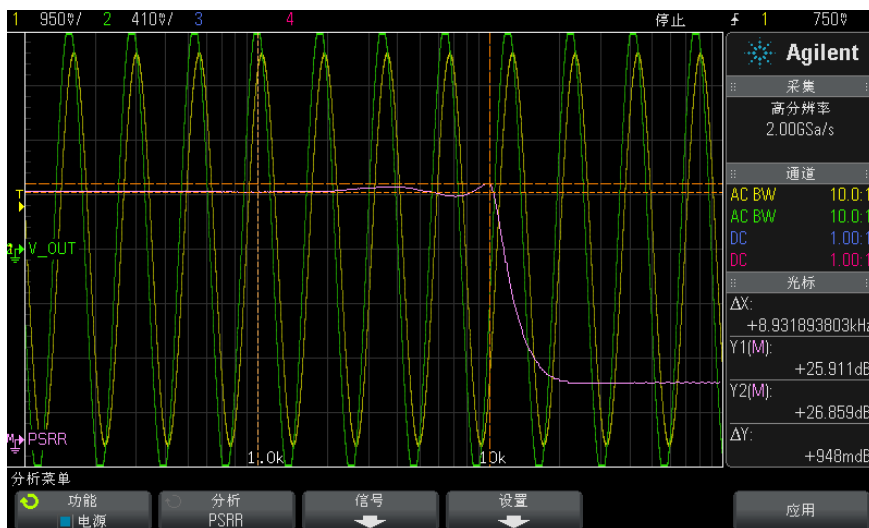 1 950mV/ 2 410mV/ 3 4 停止 1 750mV
Agilent
采集
高分辨率
2.00GSa/s
通道
AC BW 10.0:1
AC BW 10.0:1
DC 1.00:1
DC 1.00:1
光标
ΔX:
+8.931893803kHz
Y1(M):
+25.911dB
Y2(M):
+26.859dB
ΔY:
+948mdB
T
V_OUT
M PSRR
1.0k 10k
分析菜单
功能
电源
分析
PSRR
信号
设置
应用